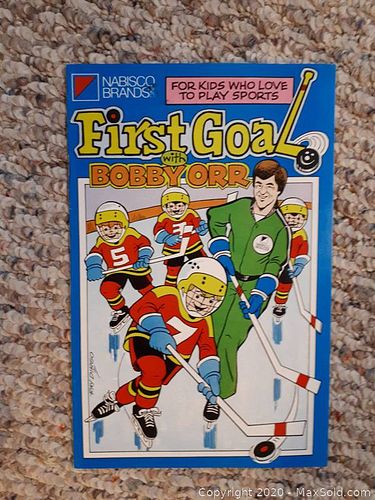 NABISCO
BRANDS
FOR KIDS WHO LOVE
TO PLAY SPORTS
First Goal
with
BOBBY ORR
5
3
7
Copyright 2020 - MaxSold.com